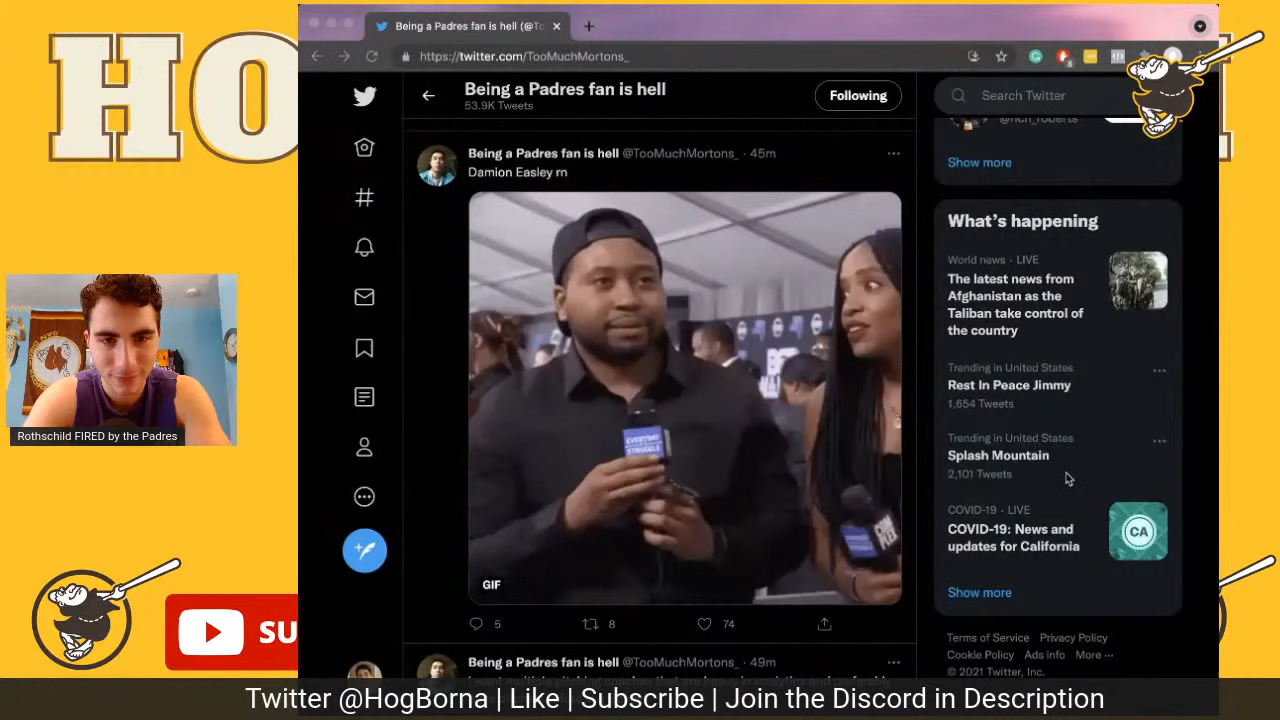 HO
Being a Padres fan is hell (@To
https://twitter.com/TooMuchMortons_
Being a Padres fan is hell
53.9K Tweets
Following
Search Twitter
@rich_roberts
Show more
Being a Padres fan is hell @TooMuchMortons_ · 45m
Damion Easley rn
EVERYDAY
STRUGGLE
GIF
5
8
74
What's happening
World news · LIVE
The latest news from
Afghanistan as the
Taliban take control of
the country
Trending in United States
Rest In Peace Jimmy
1,654 Tweets
Trending in United States
Splash Mountain
2,101 Tweets
COVID-19 · LIVE
COVID-19: News and
updates for California
CA
Show more
Terms of Service Privacy Policy
Cookie Policy Ads info More ···
© 2021 Twitter, Inc.
Being a Padres fan is hell @TooMuchMortons_ · 49m
Rothschild FIRED by the Padres
SU
Twitter @HogBorna | Like | Subscribe | Join the Discord in Description